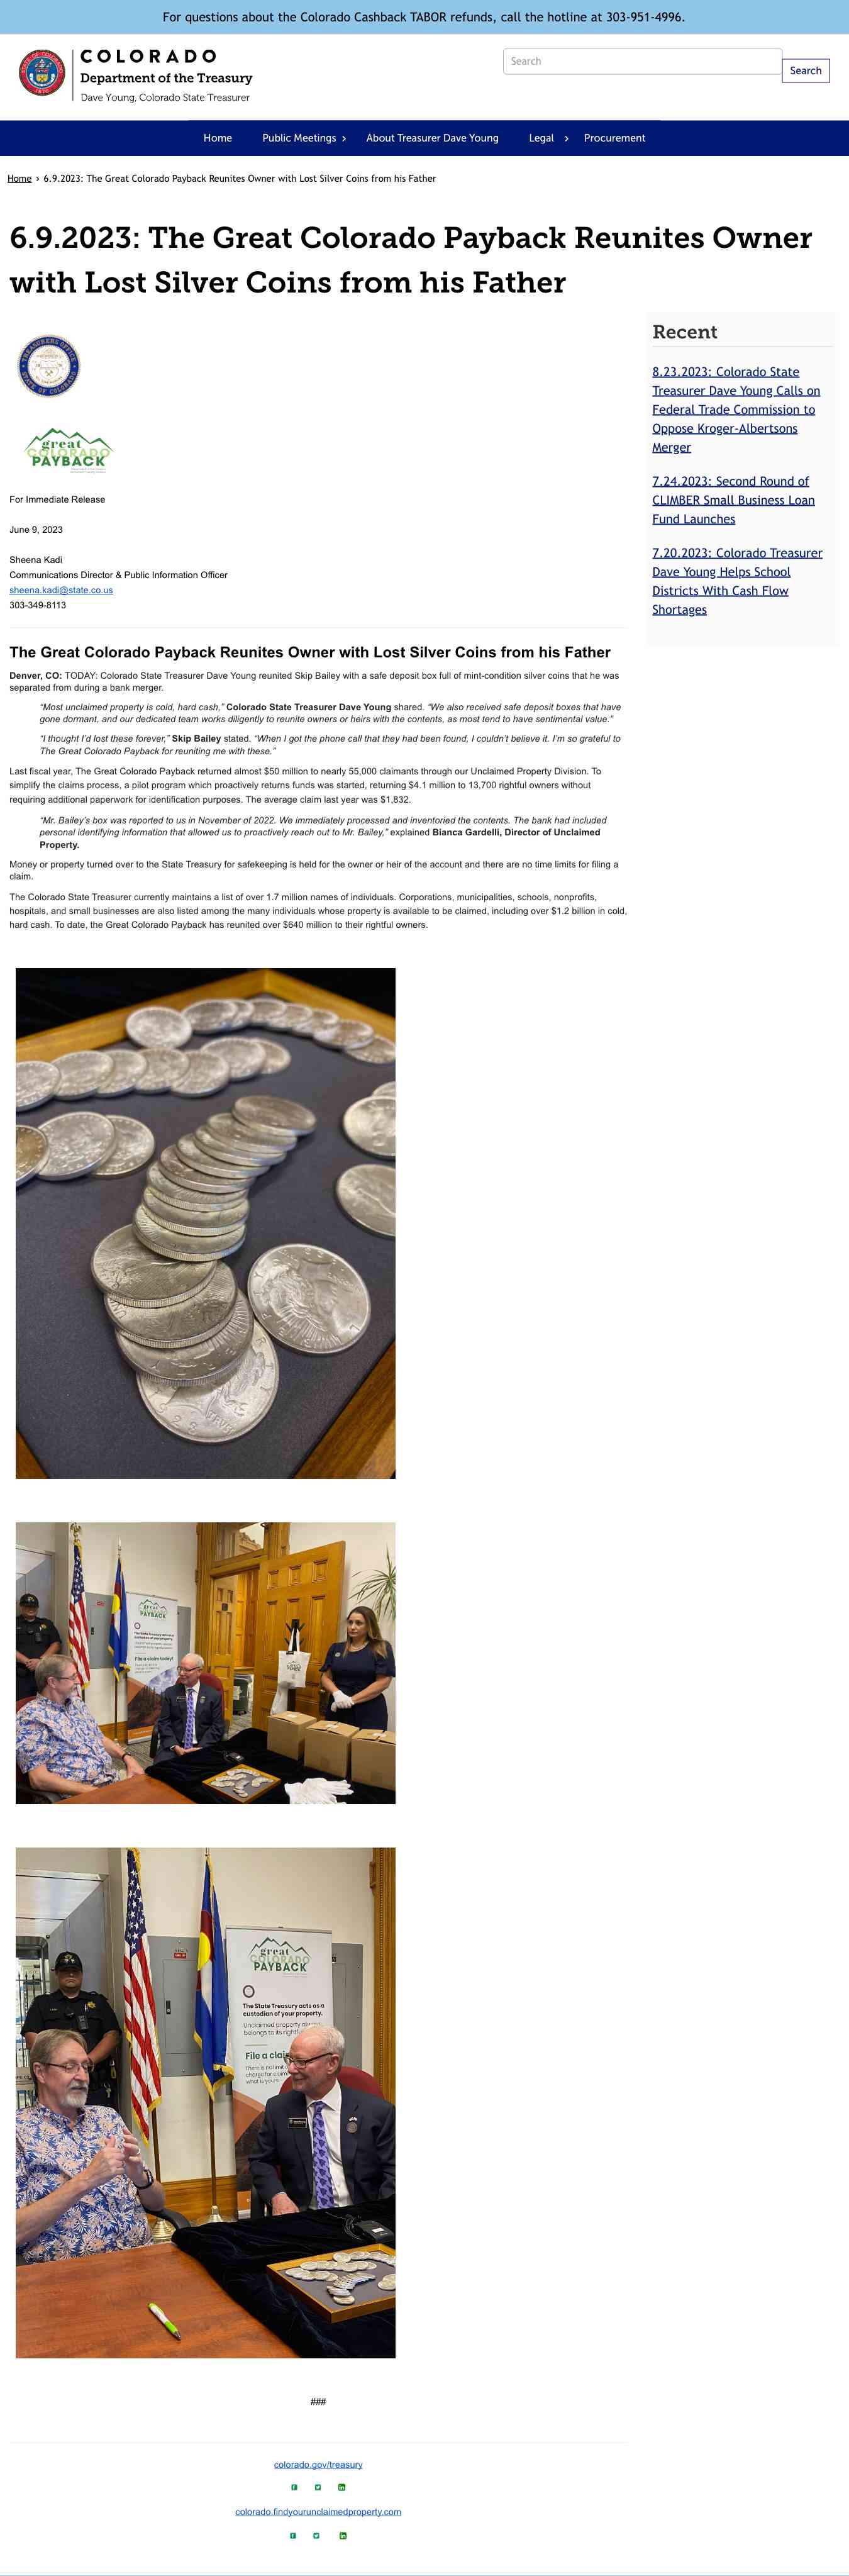 For questions about the Colorado Cashback TABOR refunds, call the hotline at 303-951-4996.
COLORADO
Department of the Treasury
Dave Young, Colorado State Treasurer
Search
Search
Home
Public Meetings
About Treasurer Dave Young
Legal
Procurement
Home › 6.9.2023: The Great Colorado Payback Reunites Owner with Lost Silver Coins from his Father
6.9.2023: The Great Colorado Payback Reunites Owner
with Lost Silver Coins from his Father
TREASURERS OFFICE
STATE OF COLORADO
great
COLORADO
PAYBACK
For Immediate Release
June 9, 2023
Sheena Kadi
Communications Director & Public Information Officer
sheena.kadi@state.co.us
303-349-8113
The Great Colorado Payback Reunites Owner with Lost Silver Coins from his Father
Denver, CO: TODAY: Colorado State Treasurer Dave Young reunited Skip Bailey with a safe deposit box full of mint-condition silver coins that he was
separated from during a bank merger.
“Most unclaimed property is cold, hard cash,” Colorado State Treasurer Dave Young shared. “We also received safe deposit boxes that have
gone dormant, and our dedicated team works diligently to reunite owners or heirs with the contents, as most tend to have sentimental value.”
“I thought I’d lost these forever,” Skip Bailey stated. “When I got the phone call that they had been found, I couldn’t believe it. I’m so grateful to
The Great Colorado Payback for reuniting me with these.”
Last fiscal year, The Great Colorado Payback returned almost $50 million to nearly 55,000 claimants through our Unclaimed Property Division. To
simplify the claims process, a pilot program which proactively returns funds was started, returning $4.1 million to 13,700 rightful owners without
requiring additional paperwork for identification purposes. The average claim last year was $1,832.
“Mr. Bailey’s box was reported to us in November of 2022. We immediately processed and inventoried the contents. The bank had included
personal identifying information that allowed us to proactively reach out to Mr. Bailey,” explained Bianca Gardelli, Director of Unclaimed
Property.
Money or property turned over to the State Treasury for safekeeping is held for the owner or heir of the account and there are no time limits for filing a
claim.
The Colorado State Treasurer currently maintains a list of over 1.7 million names of individuals. Corporations, municipalities, schools, nonprofits,
hospitals, and small businesses are also listed among the many individuals whose property is available to be claimed, including over $1.2 billion in cold,
hard cash. To date, the Great Colorado Payback has reunited over $640 million to their rightful owners.
Recent
8.23.2023: Colorado State
Treasurer Dave Young Calls on
Federal Trade Commission to
Oppose Kroger-Albertsons
Merger
7.24.2023: Second Round of
CLIMBER Small Business Loan
Fund Launches
7.20.2023: Colorado Treasurer
Dave Young Helps School
Districts With Cash Flow
Shortages
great
PAYBACK
File a claim today!
great
COLORADO
PAYBACK
The State Treasury acts as a
custodian of your property.
Unclaimed property
belongs to its
File a
There is no limit
charge for
what is yours.
###
colorado.gov/treasury
colorado.findyourunclaimedproperty.com